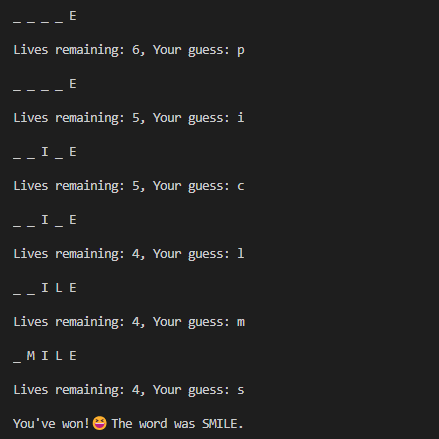 _ _ _ _ E
Lives remaining: 6, Your guess: p
_ _ _ _ E
Lives remaining: 5, Your guess: i
_ _ I _ E
Lives remaining: 5, Your guess: c
_ _ I _ E
Lives remaining: 4, Your guess: l
_ _ I L E
Lives remaining: 4, Your guess: m
_ M I L E
Lives remaining: 4, Your guess: s
You've won!😆 The word was SMILE.